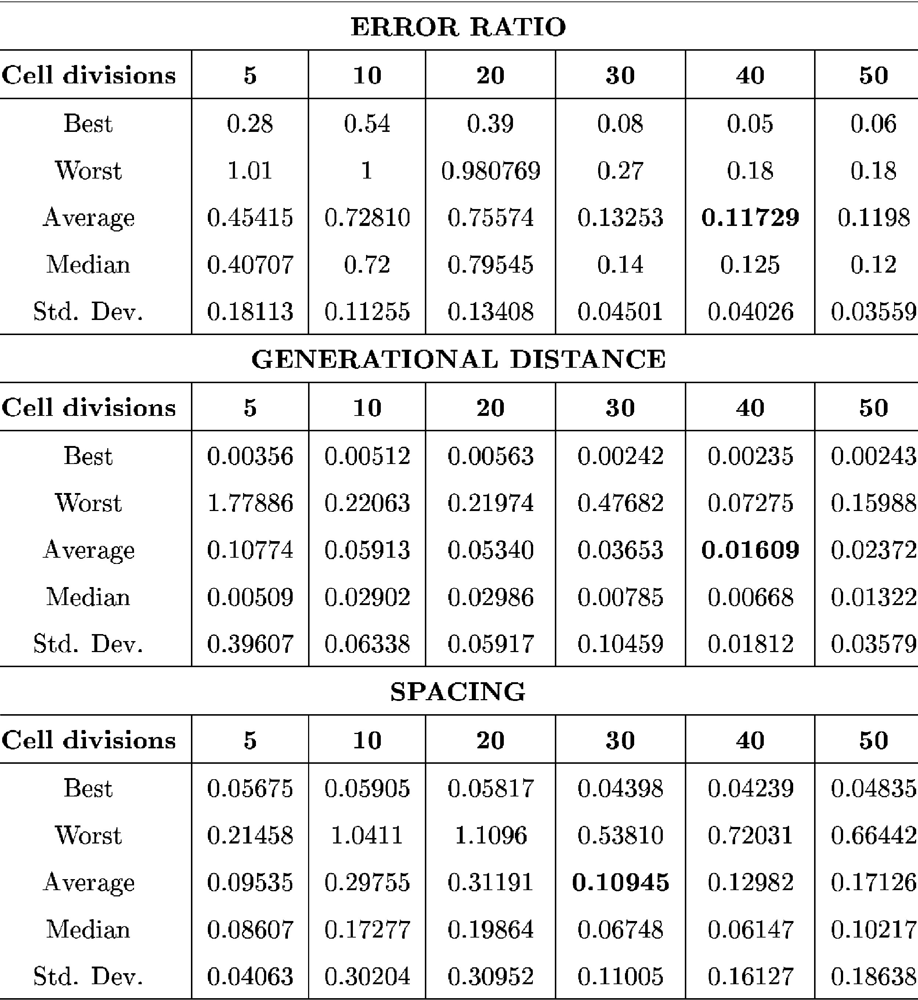 ERROR RATIO
Cell divisions 5 10 20 30 40 50
Best 0.28 0.54 0.39 0.08 0.05 0.06
Worst 1.01 1 0.980769 0.27 0.18 0.18
Average 0.45415 0.72810 0.75574 0.13253 0.11729 0.1198
Median 0.40707 0.72 0.79545 0.14 0.125 0.12
Std. Dev. 0.18113 0.11255 0.13408 0.04501 0.04026 0.03559
GENERATIONAL DISTANCE
Cell divisions 5 10 20 30 40 50
Best 0.00356 0.00512 0.00563 0.00242 0.00235 0.00243
Worst 1.77886 0.22063 0.21974 0.47682 0.07275 0.15988
Average 0.10774 0.05913 0.05340 0.03653 0.01609 0.02372
Median 0.00509 0.02902 0.02986 0.00785 0.00668 0.01322
Std. Dev. 0.39607 0.06338 0.05917 0.10459 0.01812 0.03579
SPACING
Cell divisions 5 10 20 30 40 50
Best 0.05675 0.05905 0.05817 0.04398 0.04239 0.04835
Worst 0.21458 1.0411 1.1096 0.53810 0.72031 0.66442
Average 0.09535 0.29755 0.31191 0.10945 0.12982 0.17126
Median 0.08607 0.17277 0.19864 0.06748 0.06147 0.10217
Std. Dev. 0.04063 0.30204 0.30952 0.11005 0.16127 0.18638